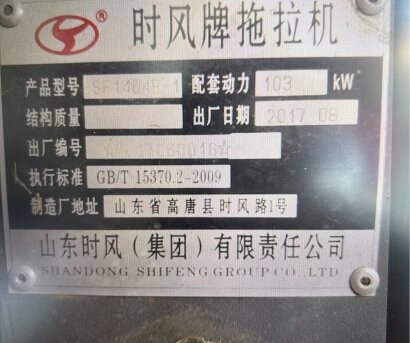 ® 时风牌拖拉机
产品型号 SF1404B-1 配套动力 103 kW
结构质量 出厂日期 2017 08
出厂编号
执行标准 GB/T 15370.2-2009
制造厂地址 山东省高唐县时风路1号
山东时风(集团)有限责任公司
SHANDONG SHIFENG GROUP CO., LTD